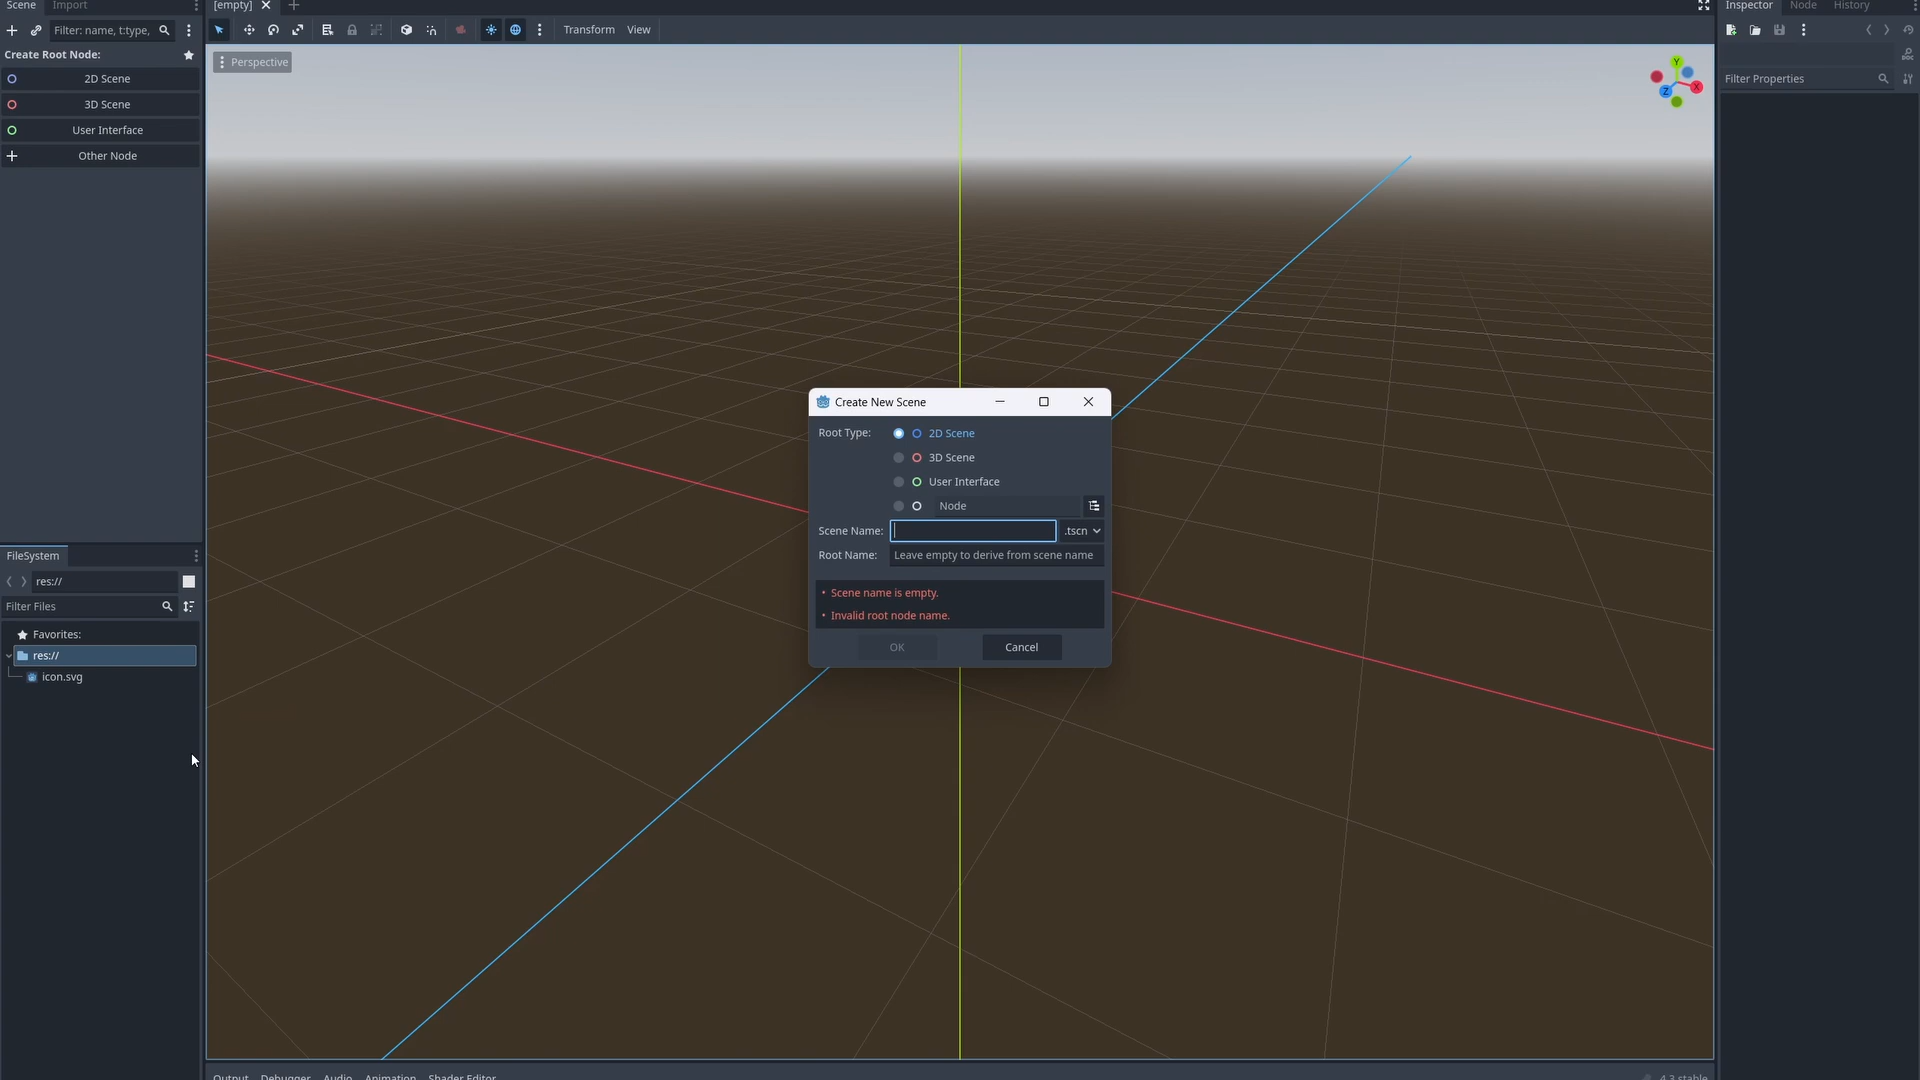 Scene Import
Filter: name, t:type,
Create Root Node:
2D Scene
3D Scene
User Interface
Other Node
FileSystem
res://
Filter Files
Favorites:
res://
icon.svg
[empty]
Transform View
Perspective
Y
X
Z
Create New Scene
Root Type: 2D Scene
3D Scene
User Interface
Node
Scene Name: .tscn
Root Name: Leave empty to derive from scene name
• Scene name is empty.
• Invalid root node name.
OK Cancel
Output Debugger Audio Animation Shader Editor
4.3.stable
Inspector Node History
DOC
Filter Properties